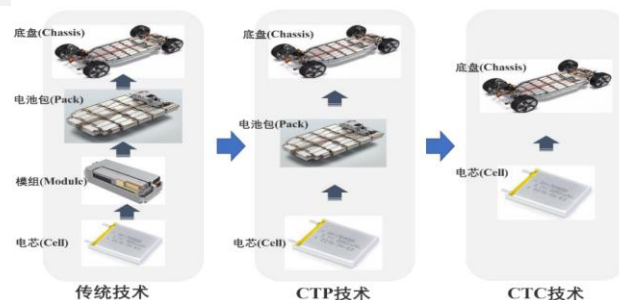 底盘(Chassis)
电池包(Pack)
模组(Module)
电芯(Cell)
传统技术
底盘(Chassis)
电池包(Pack)
电芯(Cell)
CTP技术
底盘(Chassis)
电芯(Cell)
CTC技术